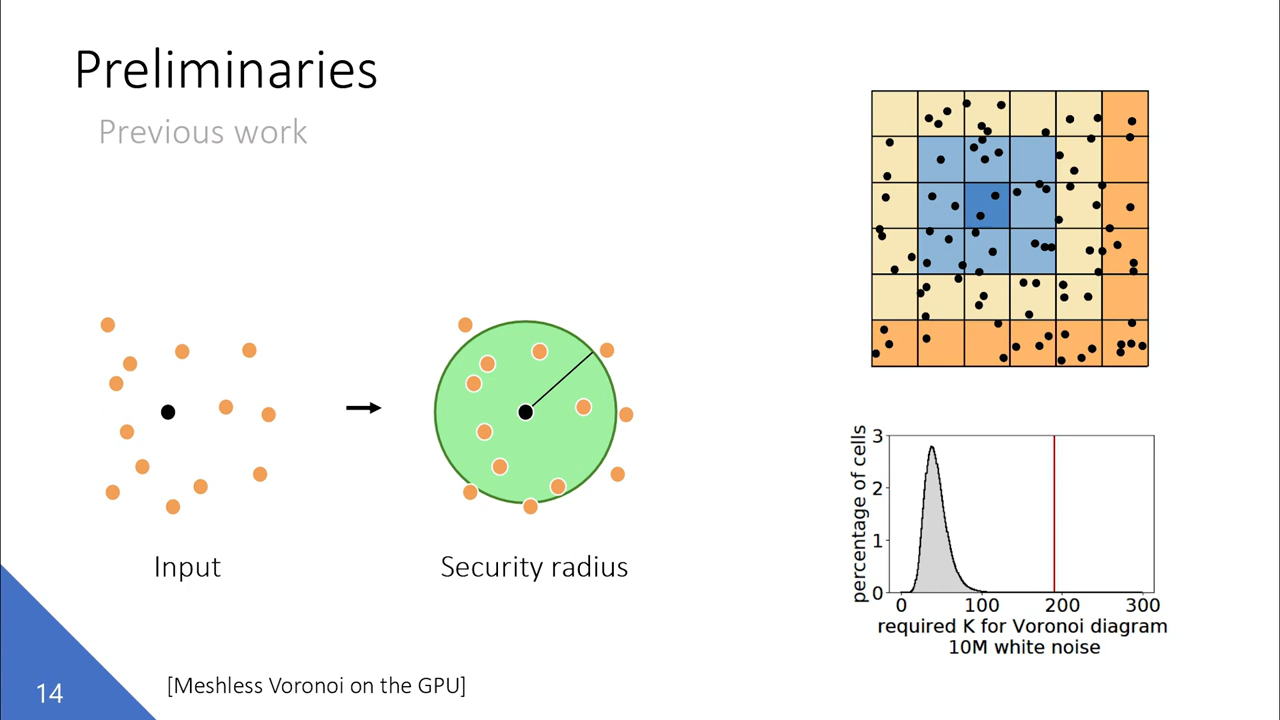 Preliminaries
Previous work
Input
Security radius
percentage of cells
3
2
1
0
0 100 200 300
required K for Voronoi diagram
10M white noise
14
[Meshless Voronoi on the GPU]